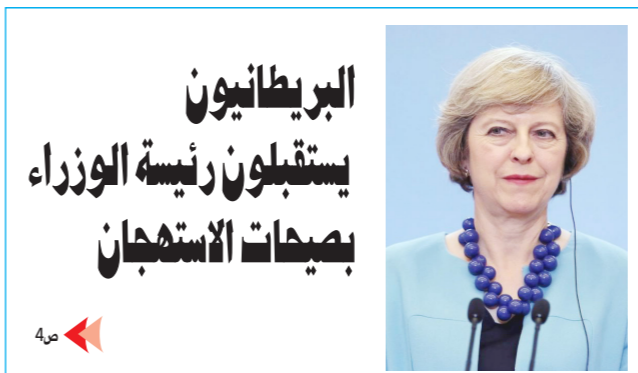 البريطانيون
يستقبلون رئيسة الوزراء
بصيحات الاستهجان
ص4